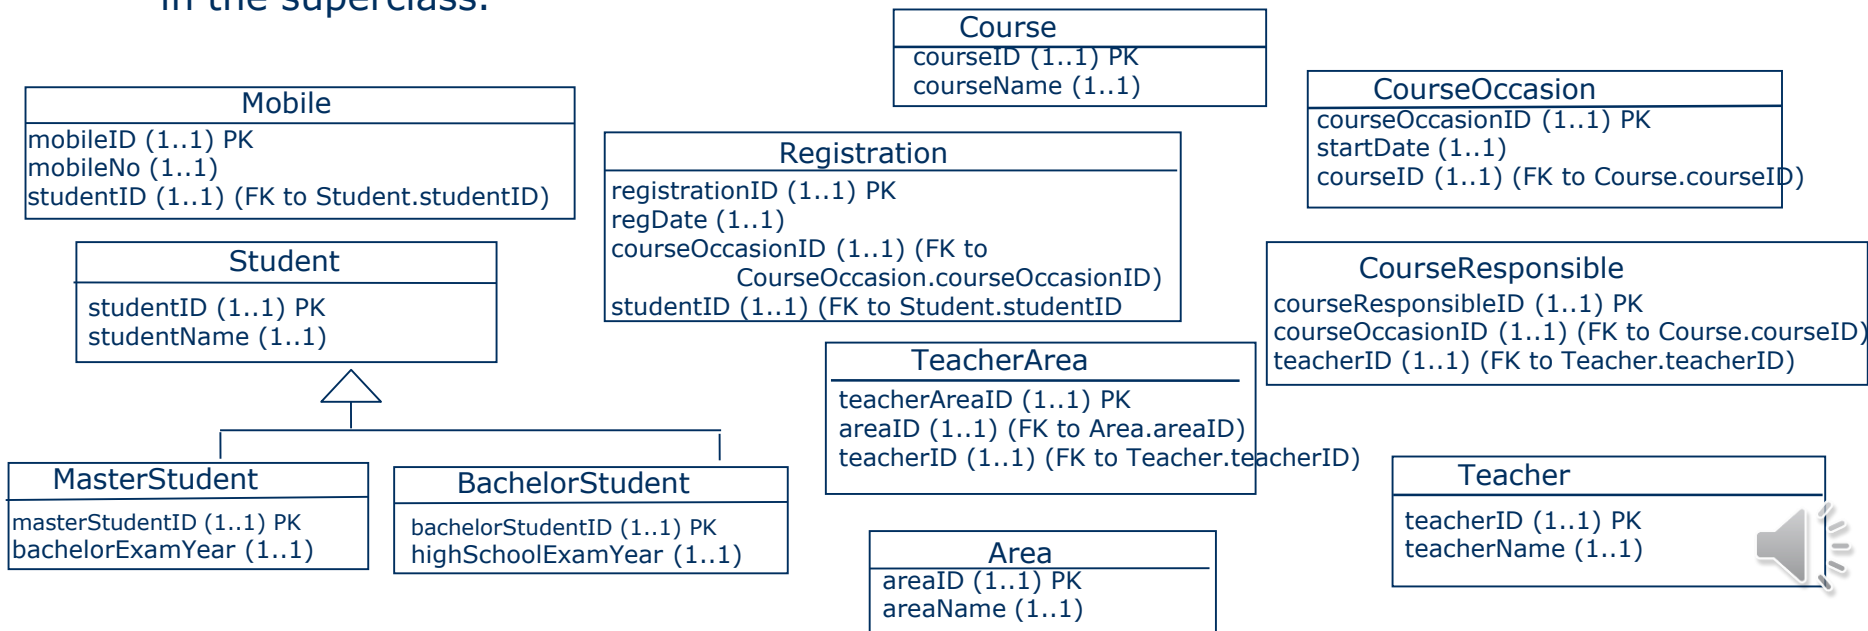 in the superclass.
Course
courseID (1..1) PK
courseName (1..1)
Mobile
mobileID (1..1) PK
mobileNo (1..1)
studentID (1..1) (FK to Student.studentID)
CourseOccasion
courseOccasionID (1..1) PK
startDate (1..1)
courseID (1..1) (FK to Course.courseID)
Registration
registrationID (1..1) PK
regDate (1..1)
courseOccasionID (1..1) (FK to
CourseOccasion.courseOccasionID)
studentID (1..1) (FK to Student.studentID
Student
studentID (1..1) PK
studentName (1..1)
CourseResponsible
courseResponsibleID (1..1) PK
courseOccasionID (1..1) (FK to Course.courseID)
teacherID (1..1) (FK to Teacher.teacherID)
TeacherArea
teacherAreaID (1..1) PK
areaID (1..1) (FK to Area.areaID)
teacherID (1..1) (FK to Teacher.teacherID)
MasterStudent
masterStudentID (1..1) PK
bachelorExamYear (1..1)
BachelorStudent
bachelorStudentID (1..1) PK
highSchoolExamYear (1..1)
Teacher
teacherID (1..1) PK
teacherName (1..1)
Area
areaID (1..1) PK
areaName (1..1)